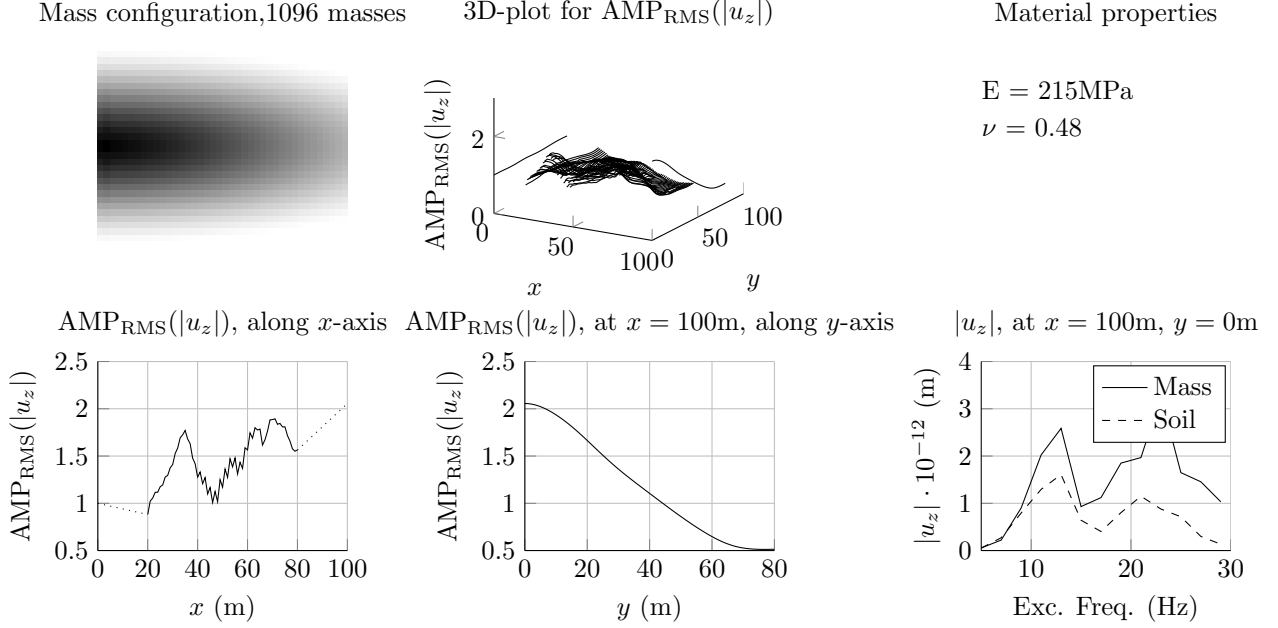 Mass configuration,1096 masses
3D-plot for AMP_RMS(|u_z|)
Material properties
AMP_RMS(|u_z|)
2
0
0
50
100
x
0
50
100
y
E = 215MPa
ν = 0.48
AMP_RMS(|u_z|), along x-axis
AMP_RMS(|u_z|)
2.5
2
1.5
1
0.5
0 20 40 60 80 100
x (m)
AMP_RMS(|u_z|), at x = 100m, along y-axis
AMP_RMS(|u_z|)
2.5
2
1.5
1
0.5
0 20 40 60 80
y (m)
|u_z|, at x = 100m, y = 0m
|u_z| · 10^−12 (m)
4
3
2
1
0
10 20 30
Exc. Freq. (Hz)
Mass
Soil